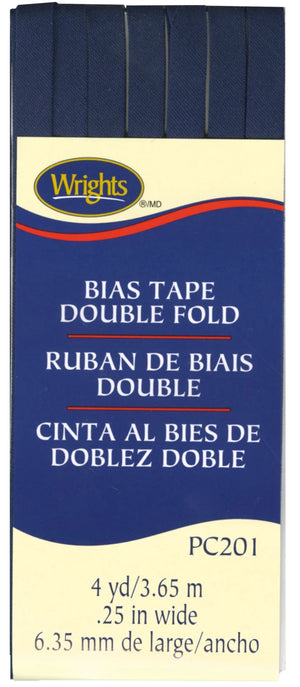 Wrights
®/MD
BIAS TAPE
DOUBLE FOLD
RUBAN DE BIAIS
DOUBLE
CINTA AL BIES DE
DOBLEZ DOBLE
PC201
4 yd/3.65 m
.25 in wide
6.35 mm de large/ancho